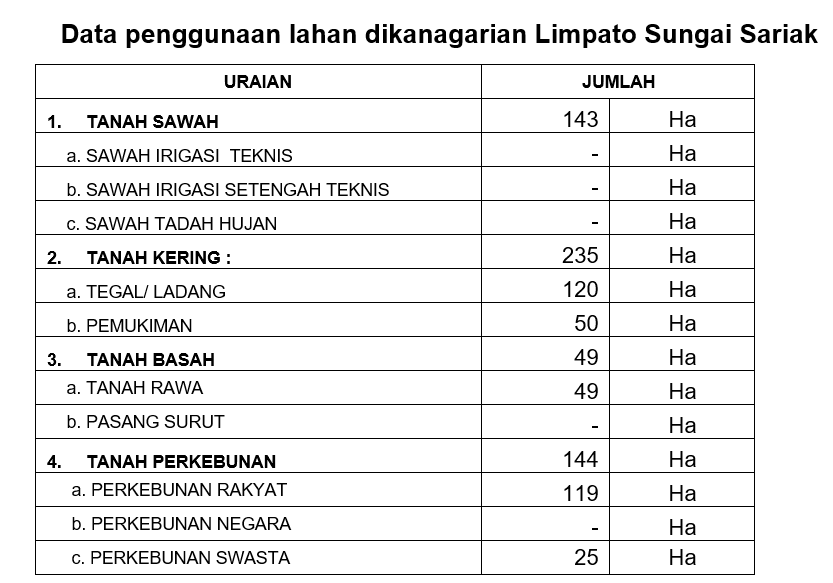 Data penggunaan lahan dikanagarian Limpato Sungai Sariak
URAIAN JUMLAH
1. TANAH SAWAH 143 Ha
a. SAWAH IRIGASI TEKNIS - Ha
b. SAWAH IRIGASI SETENGAH TEKNIS - Ha
c. SAWAH TADAH HUJAN - Ha
2. TANAH KERING : 235 Ha
a. TEGAL/ LADANG 120 Ha
b. PEMUKIMAN 50 Ha
3. TANAH BASAH 49 Ha
a. TANAH RAWA 49 Ha
b. PASANG SURUT - Ha
4. TANAH PERKEBUNAN 144 Ha
a. PERKEBUNAN RAKYAT 119 Ha
b. PERKEBUNAN NEGARA - Ha
c. PERKEBUNAN SWASTA 25 Ha